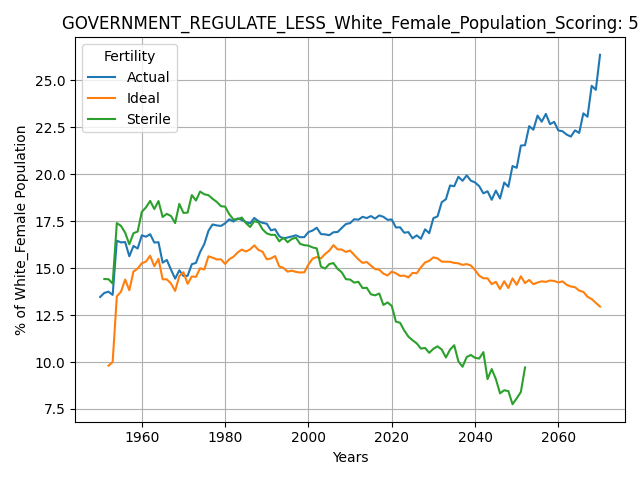 GOVERNMENT_REGULATE_LESS_White_Female_Population_Scoring: 5
Fertility
Actual
Ideal
Sterile
% of White_Female Population
25.0
22.5
20.0
17.5
15.0
12.5
10.0
7.5
1960 1980 2000 2020 2040 2060
Years